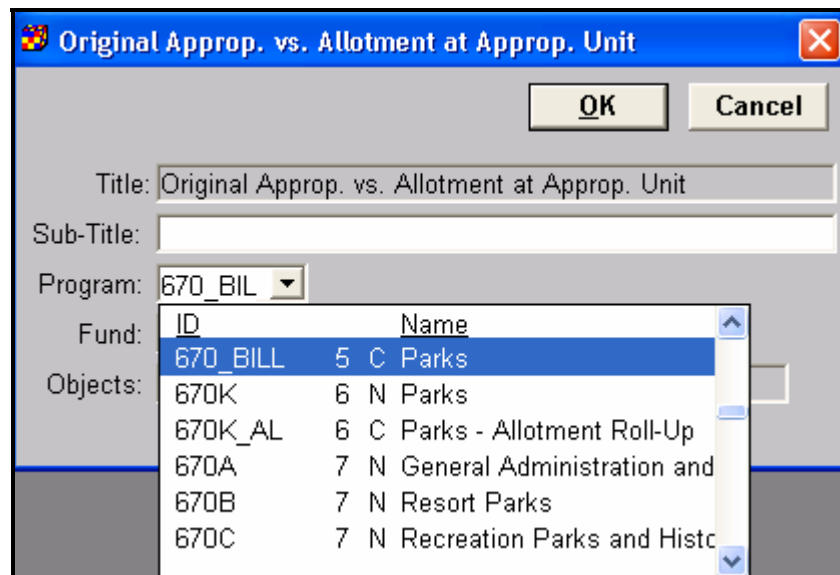 Original Approp. vs. Allotment at Approp. Unit
OK Cancel
Title: Original Approp. vs. Allotment at Approp. Unit
Sub-Title:
Program: 670_BIL
Fund:
ID Name
670_BILL 5 C Parks
Objects:
670K 6 N Parks
670K_AL 6 C Parks - Allotment Roll-Up
670A 7 N General Administration and
670B 7 N Resort Parks
670C 7 N Recreation Parks and Histo